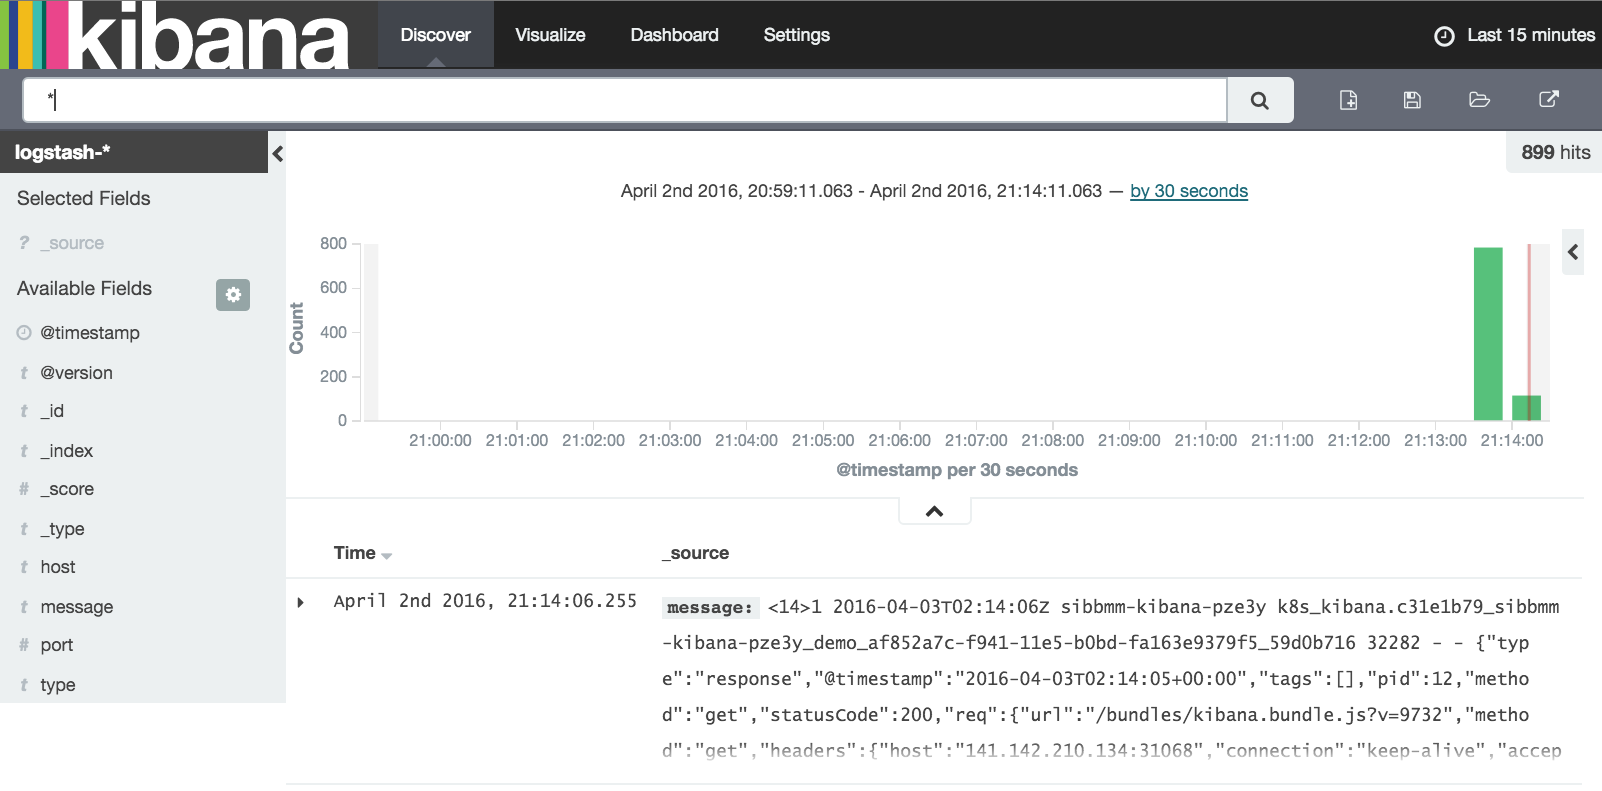 kibana
Discover Visualize Dashboard Settings Last 15 minutes
*
logstash-*
899 hits
Selected Fields
? _source
Available Fields
@timestamp
t @version
t _id
t _index
# _score
t _type
t host
t message
# port
t type
April 2nd 2016, 20:59:11.063 - April 2nd 2016, 21:14:11.063 — by 30 seconds
Count
800
600
400
200
0
21:00:00 21:01:00 21:02:00 21:03:00 21:04:00 21:05:00 21:06:00 21:07:00 21:08:00 21:09:00 21:10:00 21:11:00 21:12:00 21:13:00 21:14:00
@timestamp per 30 seconds
Time _source
April 2nd 2016, 21:14:06.255
message: <14>1 2016-04-03T02:14:06Z sibbmm-kibana-pze3y k8s_kibana.c31e1b79_sibbmm
-kibana-pze3y_demo_af852a7c-f941-11e5-b0bd-fa163e9379f5_59d0b716 32282 - - {"typ
e":"response","@timestamp":"2016-04-03T02:14:05+00:00","tags":[],"pid":12,"metho
d":"get","statusCode":200,"req":{"url":"/bundles/kibana.bundle.js?v=9732","metho
d":"get","headers":{"host":"141.142.210.134:31068","connection":"keep-alive","accep